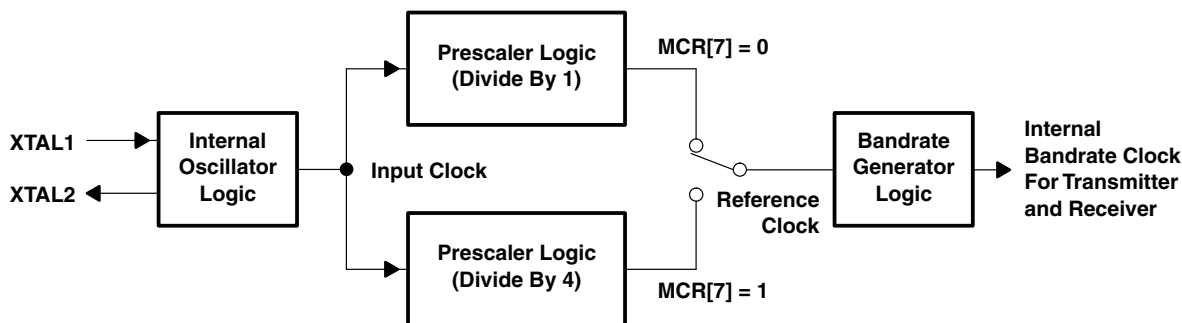 Prescaler Logic
(Divide By 1)
MCR[7] = 0
XTAL1
XTAL2
Internal
Oscillator
Logic
Input Clock
Bandrate
Generator
Logic
Internal
Bandrate Clock
For Transmitter
and Receiver
Reference
Clock
Prescaler Logic
(Divide By 4)
MCR[7] = 1